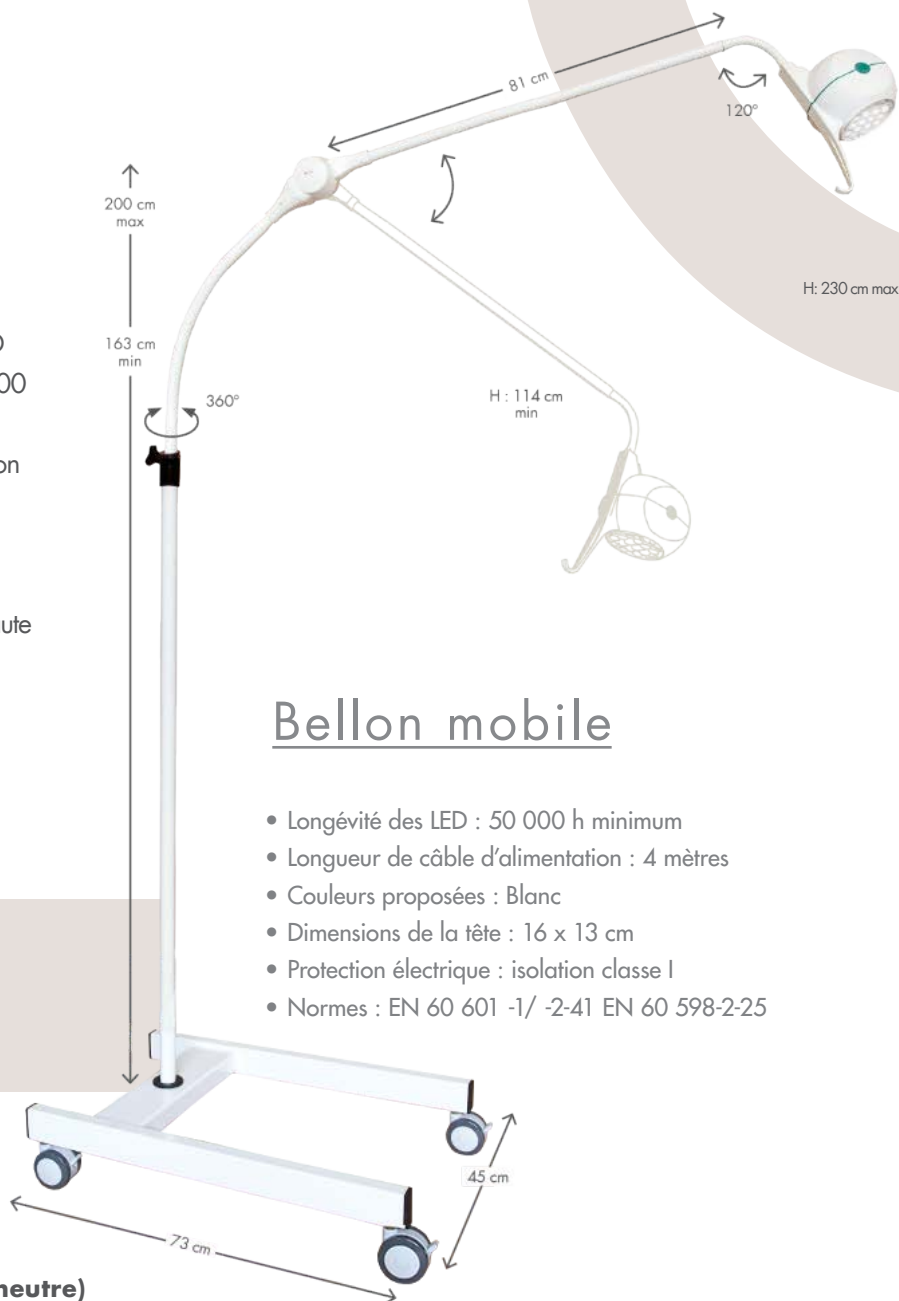 81 cm
120°
200 cm
max
H: 230 cm max
163 cm
min
00
360°
H : 114 cm
min
on
ute
Bellon mobile
• Longévité des LED : 50 000 h minimum
• Longueur de câble d'alimentation : 4 mètres
• Couleurs proposées : Blanc
• Dimensions de la tête : 16 x 13 cm
• Protection électrique : isolation classe I
• Normes : EN 60 601 -1/ -2-41 EN 60 598-2-25
45 cm
73 cm
neutre)